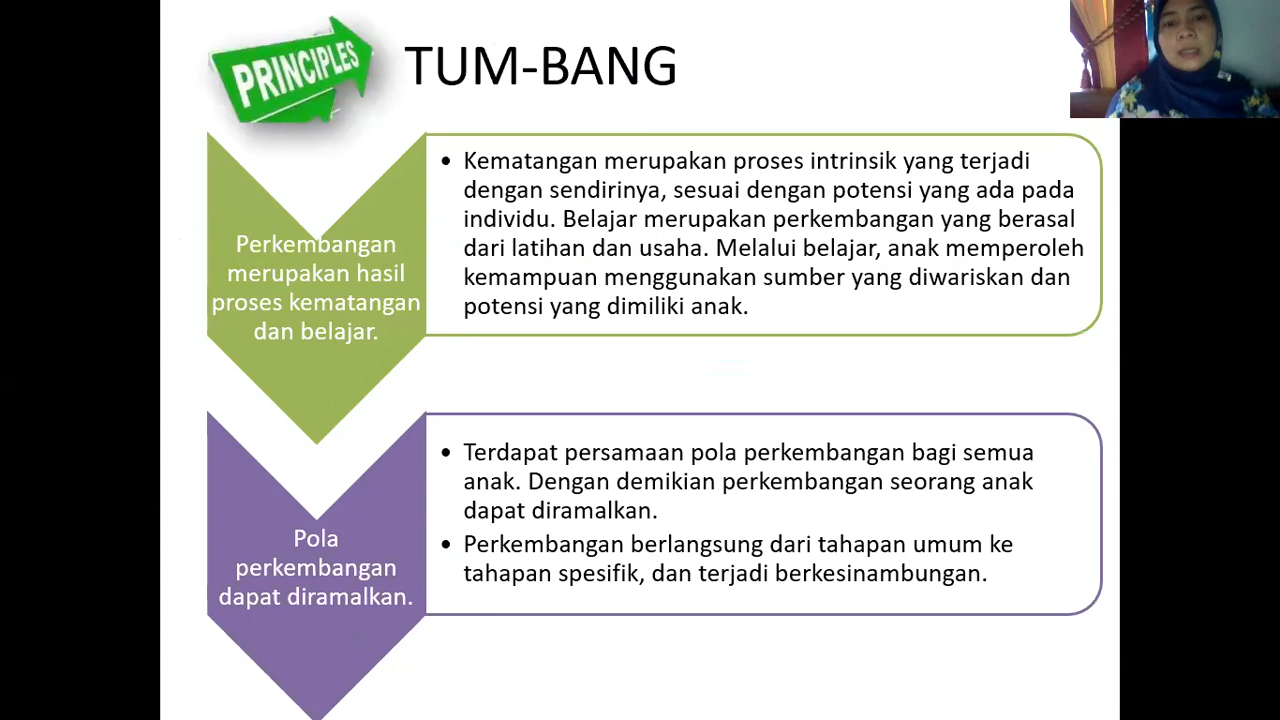 PRINCIPLES
TUM-BANG
Perkembangan
merupakan hasil
proses kematangan
dan belajar.
• Kematangan merupakan proses intrinsik yang terjadi
dengan sendirinya, sesuai dengan potensi yang ada pada
individu. Belajar merupakan perkembangan yang berasal
dari latihan dan usaha. Melalui belajar, anak memperoleh
kemampuan menggunakan sumber yang diwariskan dan
potensi yang dimiliki anak.
Pola
perkembangan
dapat diramalkan.
• Terdapat persamaan pola perkembangan bagi semua
anak. Dengan demikian perkembangan seorang anak
dapat diramalkan.
• Perkembangan berlangsung dari tahapan umum ke
tahapan spesifik, dan terjadi berkesinambungan.